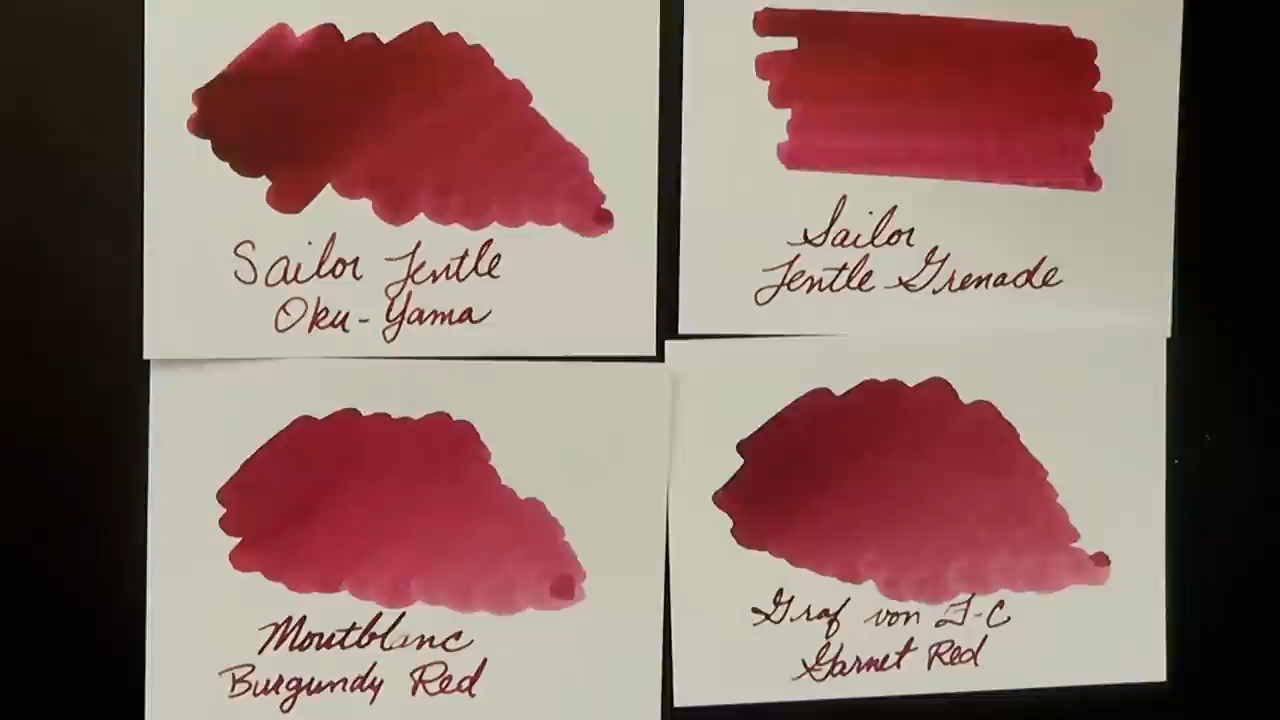 Sailor Jentle
Oku-Yama
Sailor
Jentle Grenade
Montblanc
Burgundy Red
Graf von F-C
Garnet Red